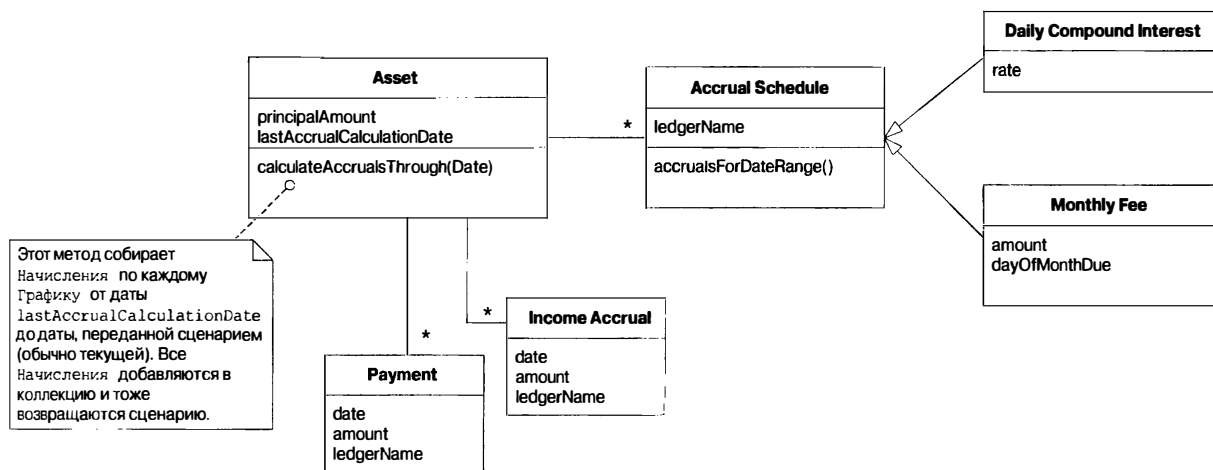 Daily Compound Interest
rate
Asset
principalAmount
lastAccrualCalculationDate
calculateAccrualsThrough(Date)
*
Accrual Schedule
ledgerName
accrualsForDateRange()
Monthly Fee
amount
dayOfMonthDue
Этот метод собирает
Начисления по каждому
Графику от даты
lastAccrualCalculationDate
до даты, переданной сценарием
(обычно текущей). Все
Начисления добавляются в
коллекцию и тоже
возвращаются сценарию.
*
Income Accrual
date
amount
ledgerName
*
Payment
date
amount
ledgerName